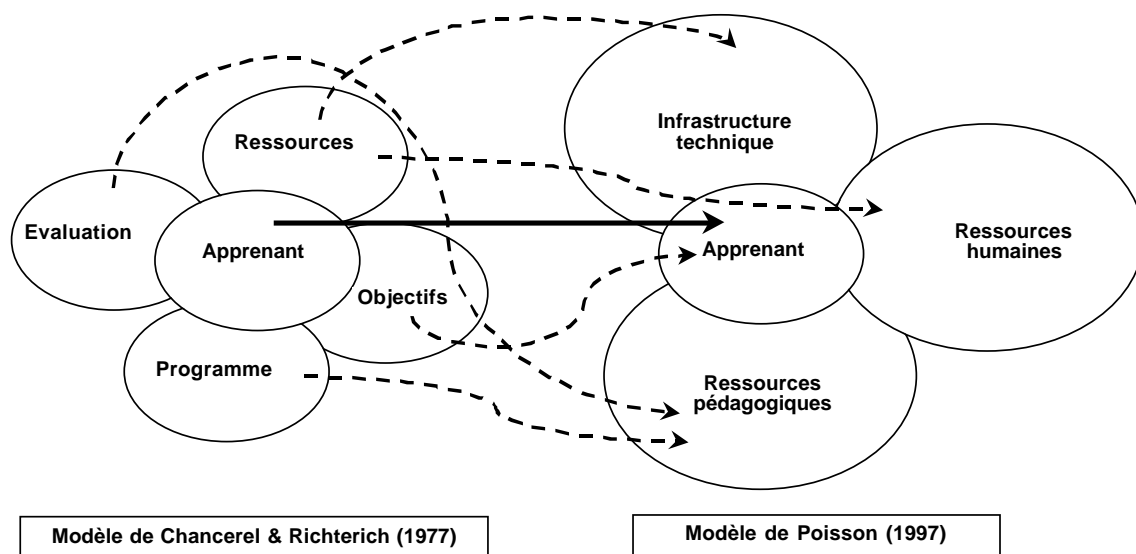 Ressources
Evaluation
Apprenant
Objectifs
Programme
Infrastructure
technique
Apprenant
Ressources
humaines
Ressources
pédagogiques
Modèle de Chancerel & Richterich (1977)
Modèle de Poisson (1997)